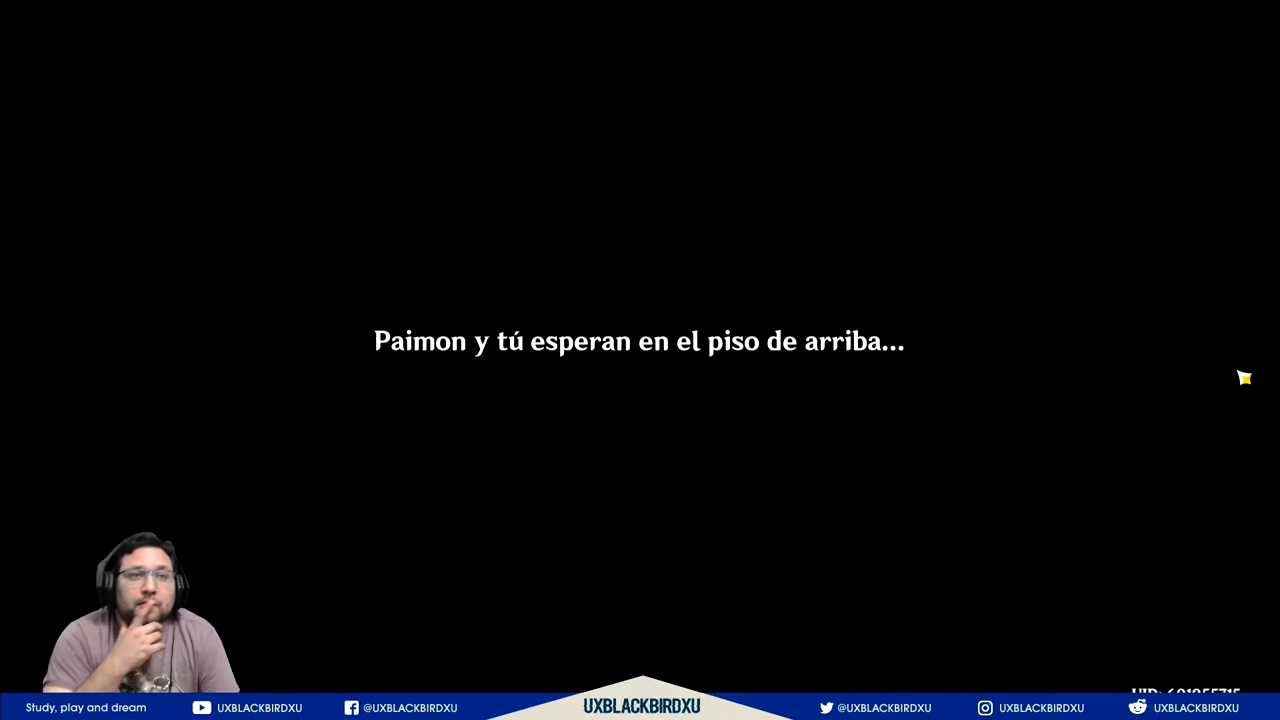 Paimon y tú esperan en el piso de arriba...
Study, play and dream
UXBLACKBIRDXU
@UXBLACKBIRDXU
UXBLACKBIRDXU
@UXBLACKBIRDXU
UXBLACKBIRDXU
UXBLACKBIRDXU